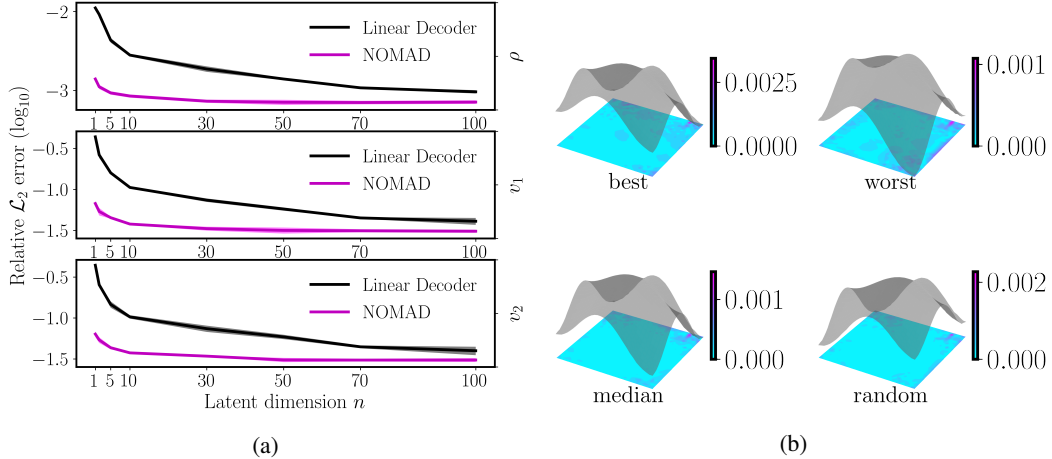 Relative 𝓛₂ error (log₁₀)
−2
−3
Linear Decoder
NOMAD
ρ
1 5 10 30 50 70 100
−0.5
−1.0
−1.5
Linear Decoder
NOMAD
v₁
1 5 10 30 50 70 100
−0.5
−1.0
−1.5
Linear Decoder
NOMAD
v₂
1 5 10 30 50 70 100
Latent dimension n
(a)
0.0025
0.0000
best
0.001
0.000
worst
0.001
0.000
median
0.002
0.000
random
(b)